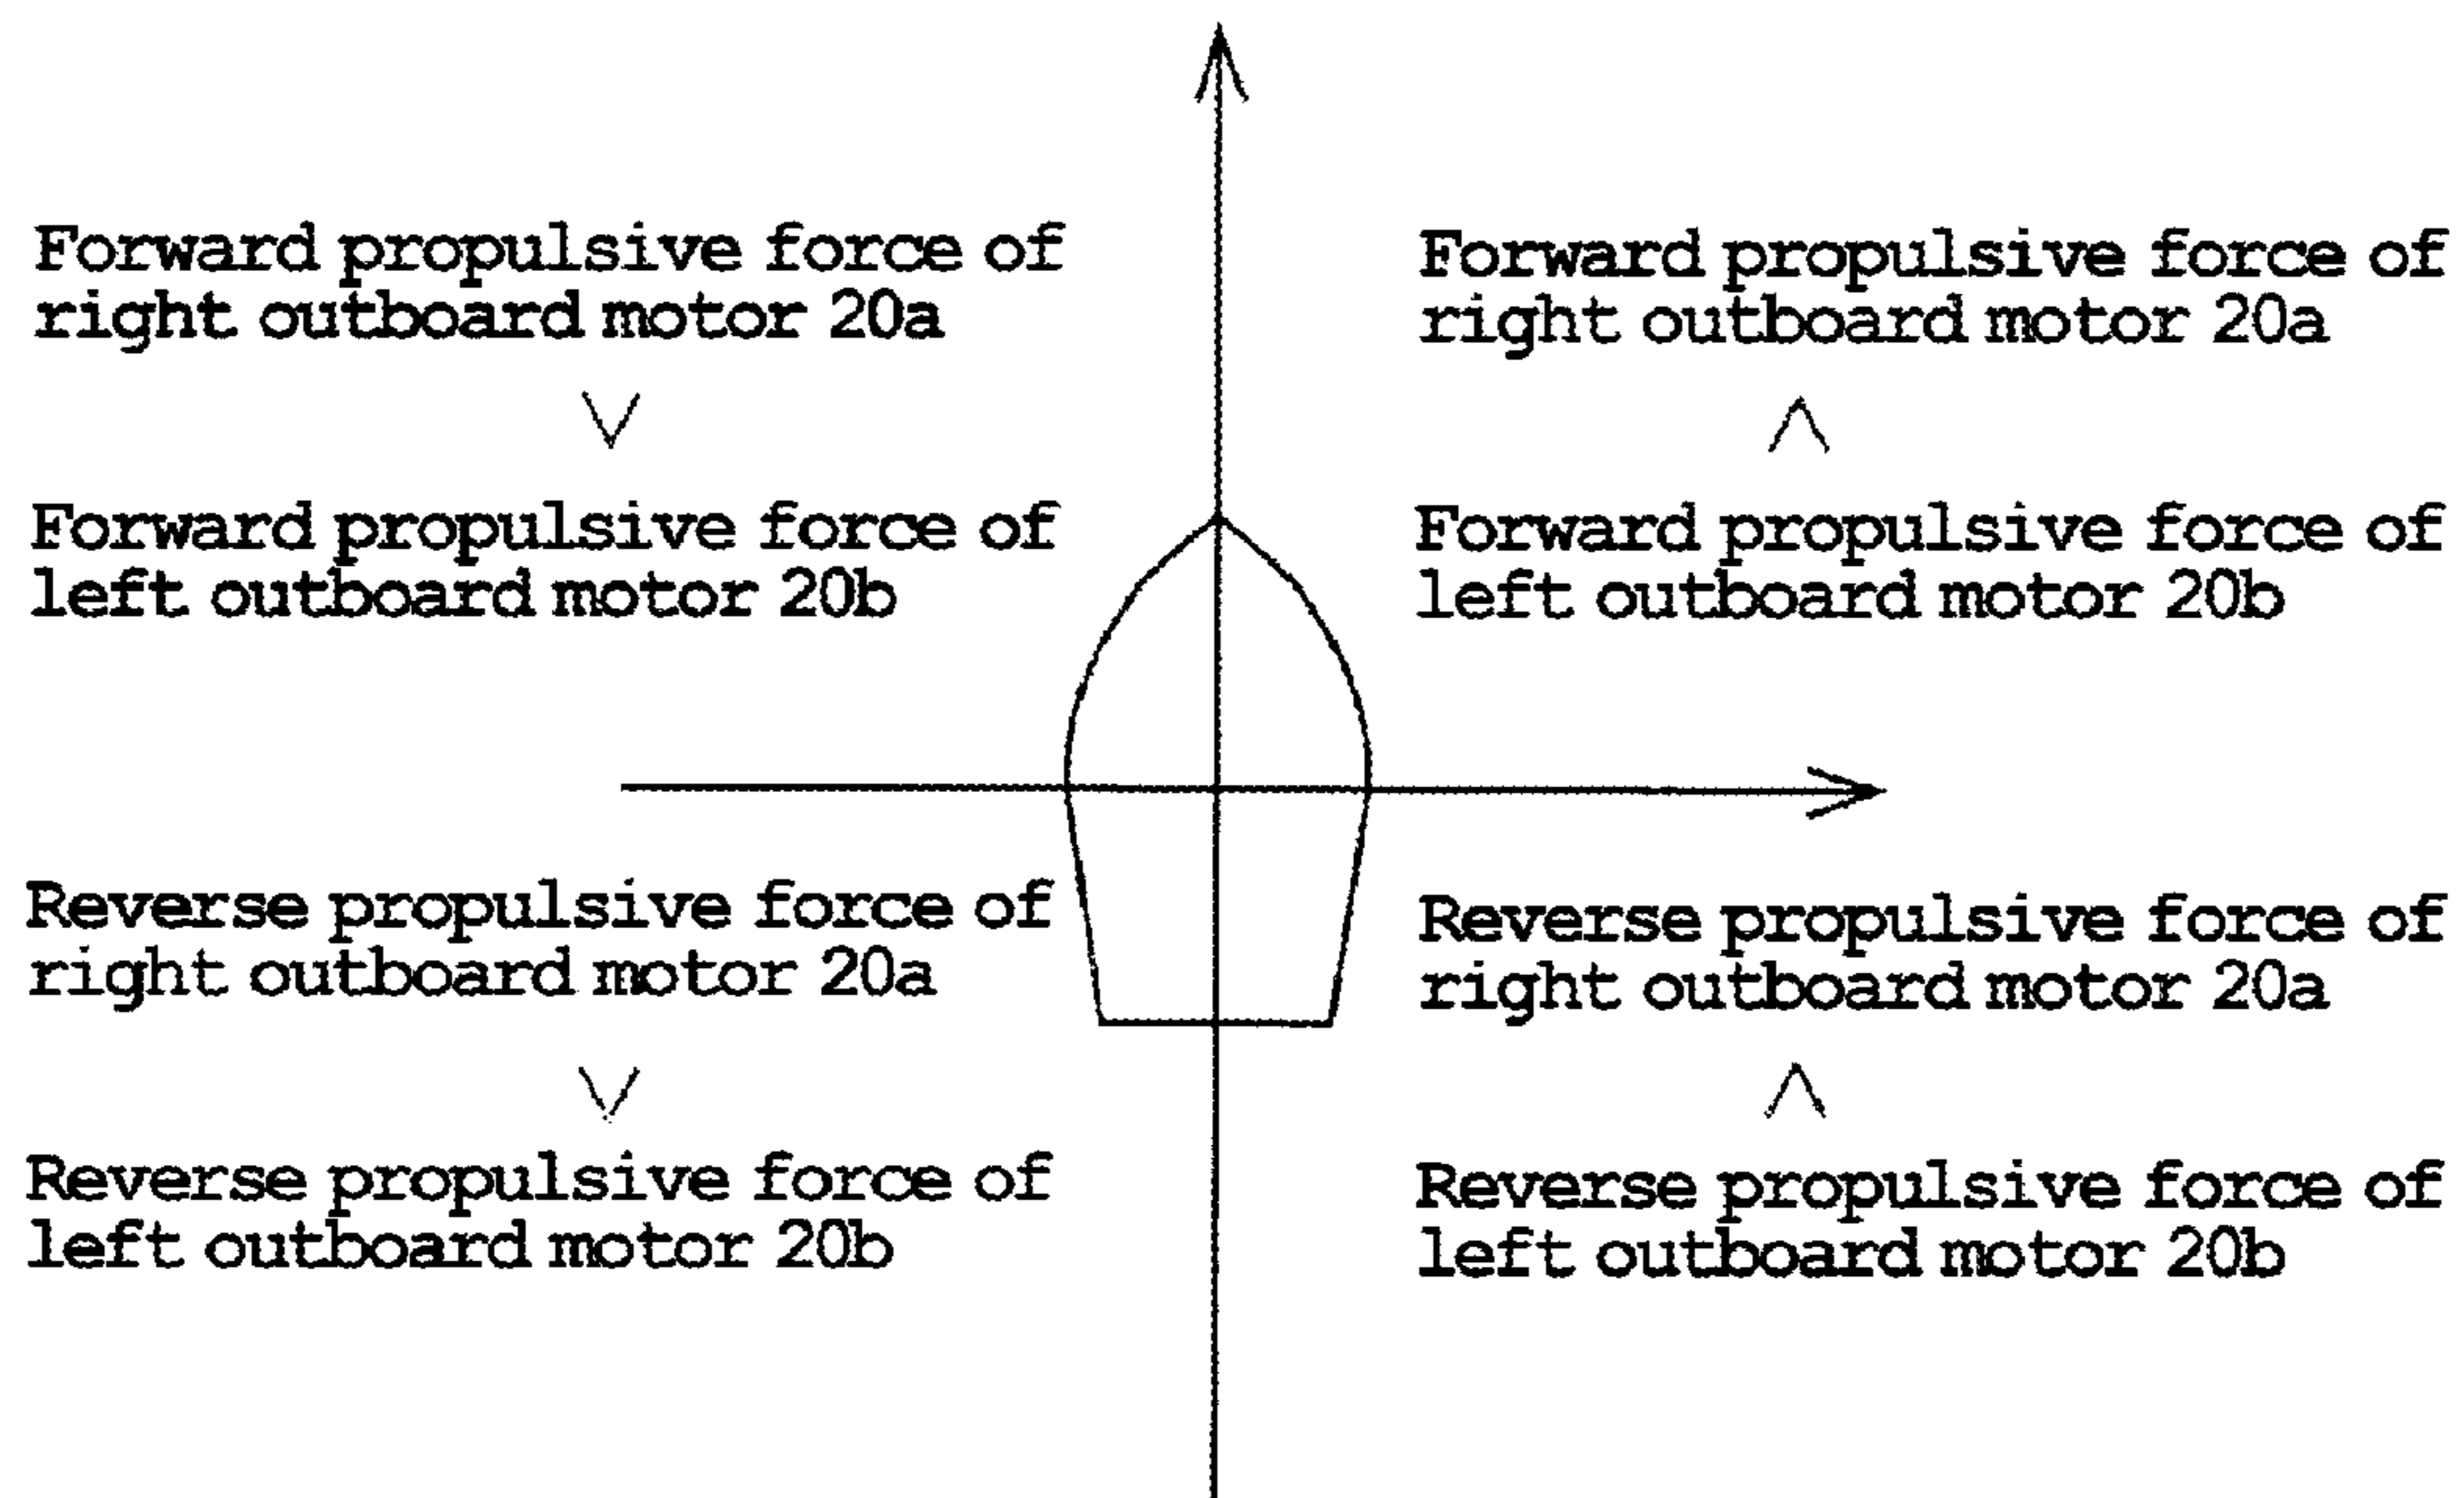 Forward propulsive force of
right outboard motor 20a
∨
Forward propulsive force of
left outboard motor 20b
Forward propulsive force of
right outboard motor 20a
∧
Forward propulsive force of
left outboard motor 20b
Reverse propulsive force of
right outboard motor 20a
∨
Reverse propulsive force of
left outboard motor 20b
Reverse propulsive force of
right outboard motor 20a
∧
Reverse propulsive force of
left outboard motor 20b